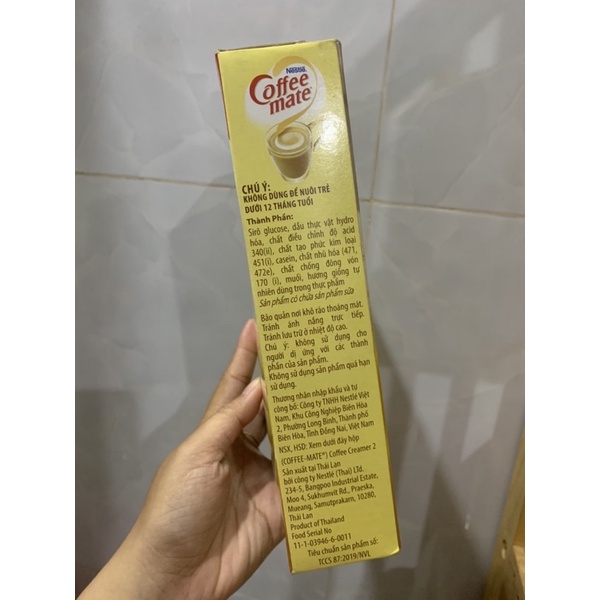 Nestlé
Coffee
mate
CHÚ Ý:
KHÔNG DÙNG ĐỂ NUÔI TRẺ
DƯỚI 12 THÁNG TUỔI
Thành Phần:
Sirô glucose, dầu thực vật hydro
hóa, chất điều chỉnh độ acid
340(ii), chất tạo phức kim loại
451(i), casein, chất nhũ hóa (471,
472e), chất chống đông vón
170 (i), muối, hương giống tự
nhiên dùng trong thực phẩm
Sản phẩm có chứa sản phẩm sữa
Bảo quản nơi khô ráo thoáng mát.
Tránh ánh nắng trực tiếp.
Tránh lưu trữ ở nhiệt độ cao.
Chú ý: không sử dụng cho
người dị ứng với các thành
phần của sản phẩm.
Không sử dụng sản phẩm quá hạn
sử dụng.
Thương nhân nhập khẩu và tự
công bố: Công ty TNHH Nestlé Việt
Nam, Khu Công Nghiệp Biên Hòa
2, Phường Long Bình, Thành phố
Biên Hòa, Tỉnh Đồng Nai, Việt Nam
NSX, HSD: Xem dưới đáy hộp
(COFFEE-MATE®) Coffee Creamer 2
Sản xuất tại Thái Lan
bởi công ty Nestlé (Thai) Ltd.
234-5, Bangpoo Industrial Estate,
Moo 4, Sukhumvit Rd., Praeska,
Mueang, Samutprakarn, 10280,
Thái Lan
Product of Thailand
Food Serial No
11-1-03946-6-0011
Tiêu chuẩn sản phẩm số:
TCCS 87:2019/NVL